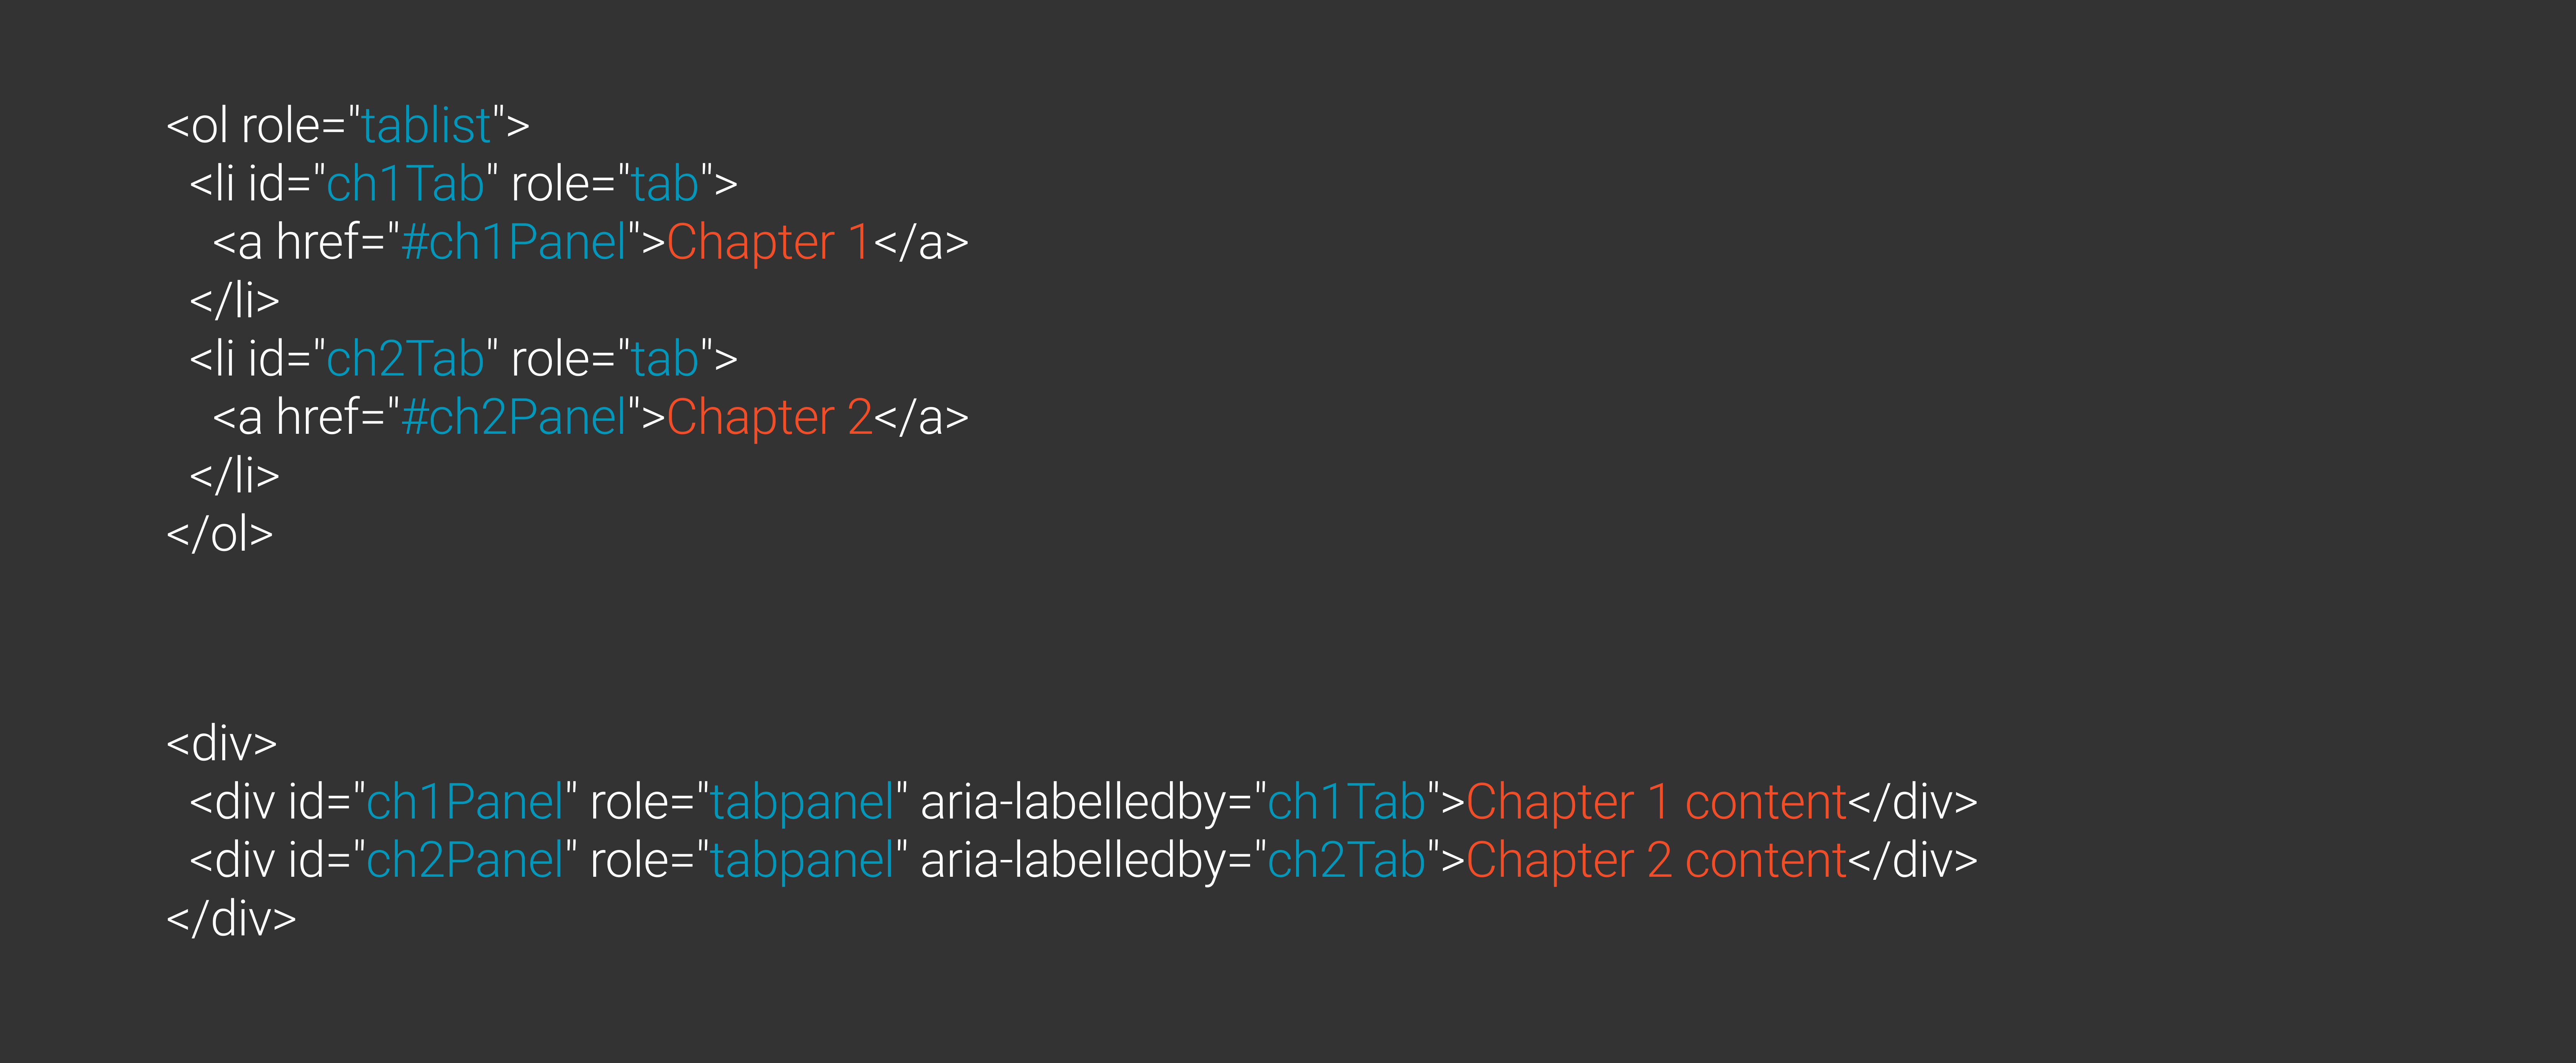 <ol role="tablist">
  <li id="ch1Tab" role="tab">
    <a href="#ch1Panel">Chapter 1</a>
  </li>
  <li id="ch2Tab" role="tab">
    <a href="#ch2Panel">Chapter 2</a>
  </li>
</ol>
<div>
  <div id="ch1Panel" role="tabpanel" aria-labelledby="ch1Tab">Chapter 1 content</div>
  <div id="ch2Panel" role="tabpanel" aria-labelledby="ch2Tab">Chapter 2 content</div>
</div>